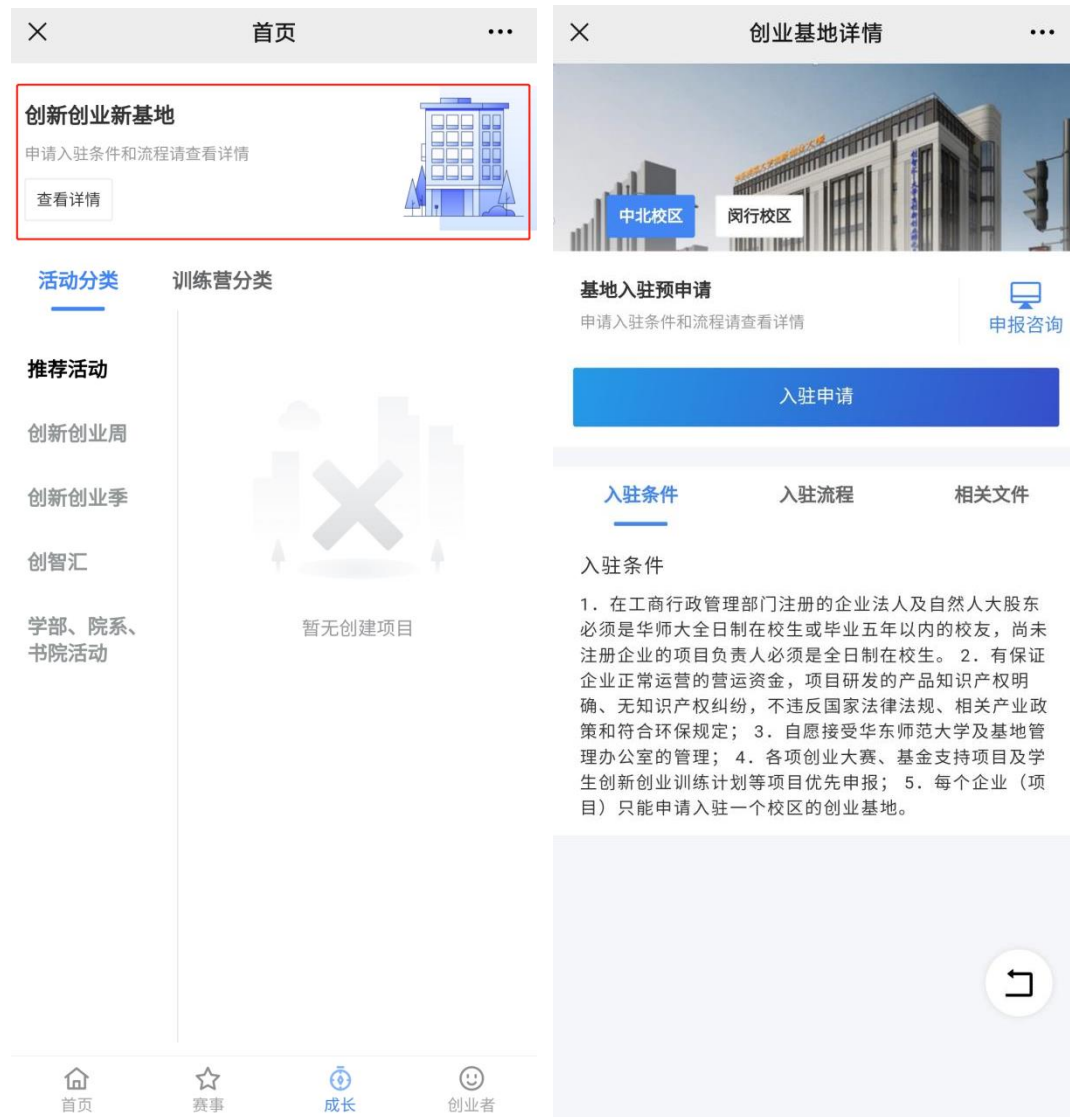 首页
创新创业新基地
申请入驻条件和流程请查看详情
查看详情
活动分类
训练营分类
推荐活动
创新创业周
创新创业季
创智汇
学部、院系、
书院活动
暂无创建项目
首页
赛事
成长
创业者
创业基地详情
华东师范大学创新创业大楼
中北校区
闵行校区
基地入驻预申请
申请入驻条件和流程请查看详情
申报咨询
入驻申请
入驻条件
入驻流程
相关文件
入驻条件
1．在工商行政管理部门注册的企业法人及自然人大股东
必须是华师大全日制在校生或毕业五年以内的校友，尚未
注册企业的项目负责人必须是全日制在校生。 2．有保证
企业正常运营的营运资金，项目研发的产品知识产权明
确、无知识产权纠纷，不违反国家法律法规、相关产业政
策和符合环保规定； 3．自愿接受华东师范大学及基地管
理办公室的管理； 4．各项创业大赛、基金支持项目及学
生创新创业训练计划等项目优先申报； 5．每个企业（项
目）只能申请入驻一个校区的创业基地。